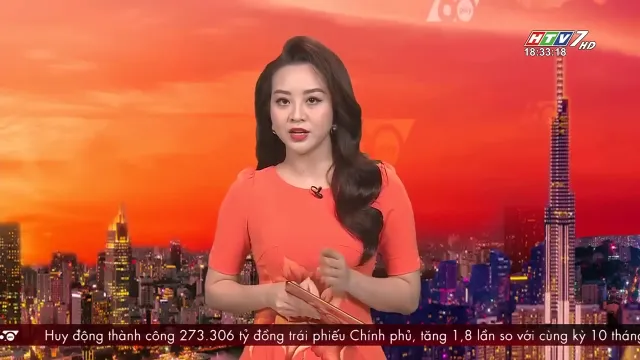 HTV7 HD
18:33:18
Huy động thành công 273.306 tỷ đồng trái phiếu Chính phủ, tăng 1,8 lần so với cùng kỳ 10 thán